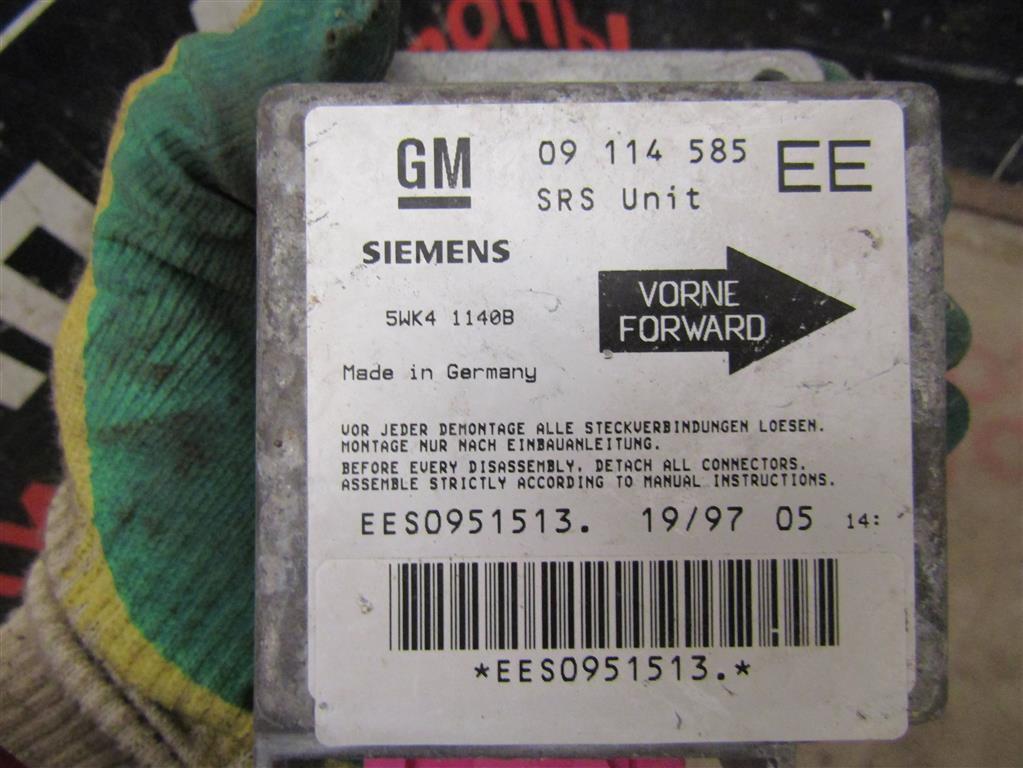 GM
09 114 585
EE
SRS Unit
SIEMENS
VORNE
FORWARD
5WK4 1140B
Made in Germany
VOR JEDER DEMONTAGE ALLE STECKVERBINDUNGEN LOESEN.
MONTAGE NUR NACH EINBAUANLEITUNG.
BEFORE EVERY DISASSEMBLY, DETACH ALL CONNECTORS.
ASSEMBLE STRICTLY ACCORDING TO MANUAL INSTRUCTIONS.
EES0951513. 19/97 05 14:
*EES0951513.*